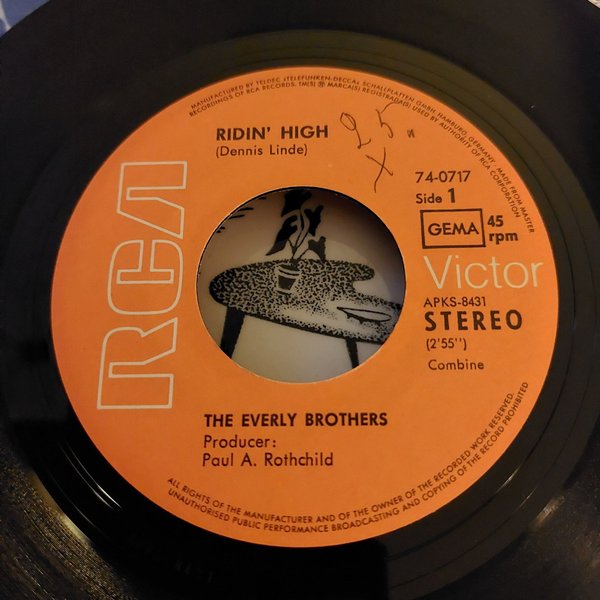 MANUFACTURED BY TELDEC »TELEFUNKEN-DECCA« SCHALLPLATTEN GMBH, HAMBURG, GERMANY · MADE FROM MASTER
RECORDINGS OF RCA RECORDS. TM(S) ® MARCA(S) REGISTRADA(S) USED BY AUTHORITY OF RCA CORPORATION
RIDIN' HIGH
(Dennis Linde)
RCA
74-0717
Side 1
GEMA
45
rpm
Victor
APKS-8431
STEREO
(2'55'')
Combine
THE EVERLY BROTHERS
Producer:
Paul A. Rothchild
ALL RIGHTS OF THE MANUFACTURER AND OF THE OWNER OF THE RECORDED WORK RESERVED.
UNAUTHORISED PUBLIC PERFORMANCE BROADCASTING AND COPYING OF THE RECORD PROHIBITED